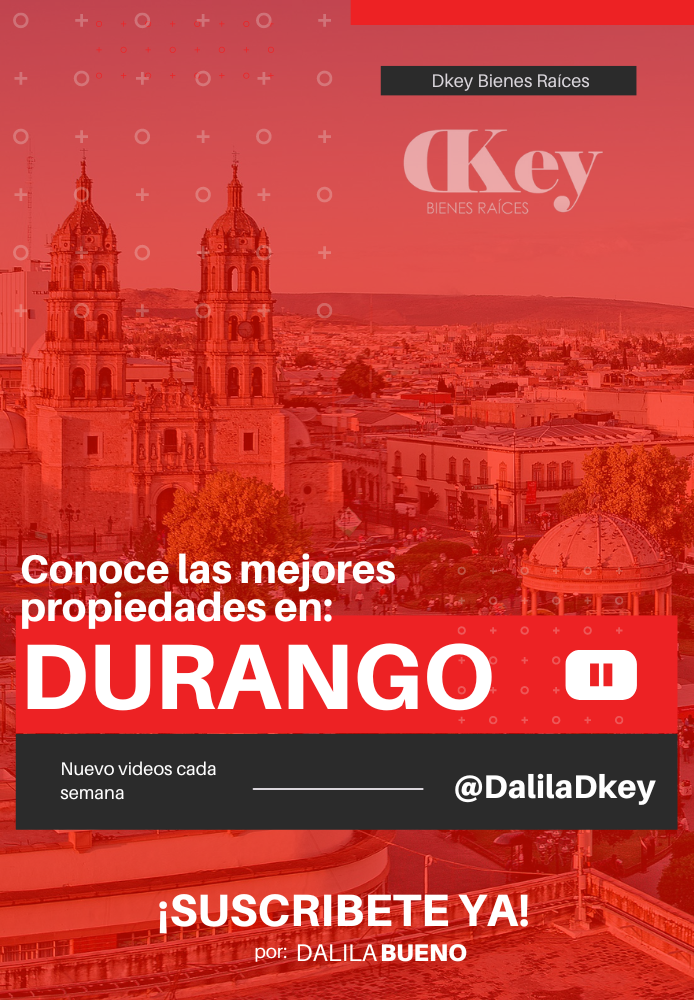 Dkey Bienes Raíces
DKey
BIENES RAÍCES
Conoce las mejores
propiedades en:
DURANGO
Nuevo videos cada
semana
@DalilaDkey
¡SUSCRIBETE YA!
por: DALILA BUENO